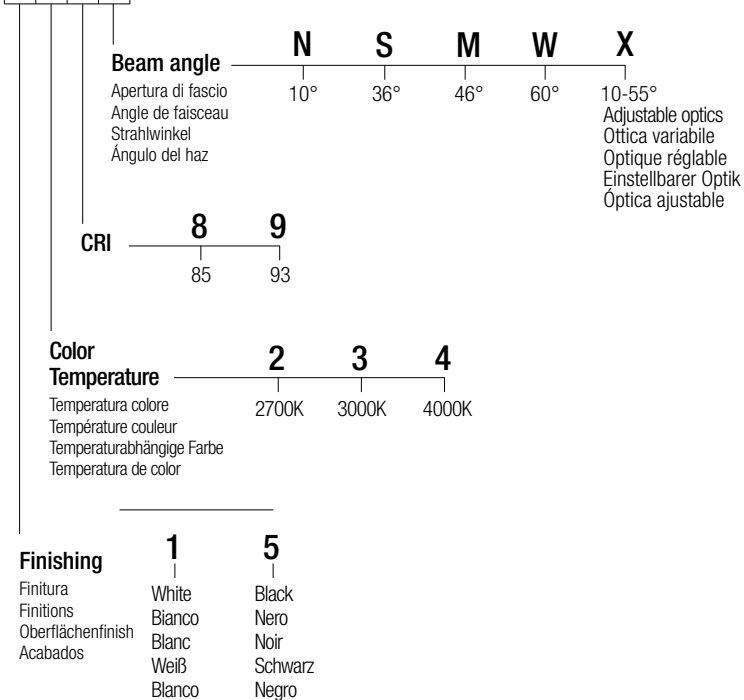 N S M W X
Beam angle
Apertura di fascio
Angle de faisceau
Strahlwinkel
Ángulo del haz
10° 36° 46° 60° 10-55°
Adjustable optics
Ottica variabile
Optique réglable
Einstellbarer Optik
Óptica ajustable
8 9
CRI
85 93
Color
Temperature
2 3 4
Temperatura colore
Température couleur
Temperaturabhängige Farbe
Temperatura de color
2700K 3000K 4000K
1 5
Finishing
Finitura
Finitions
Oberflächenfinish
Acabados
White
Bianco
Blanc
Weiß
Blanco
Black
Nero
Noir
Schwarz
Negro